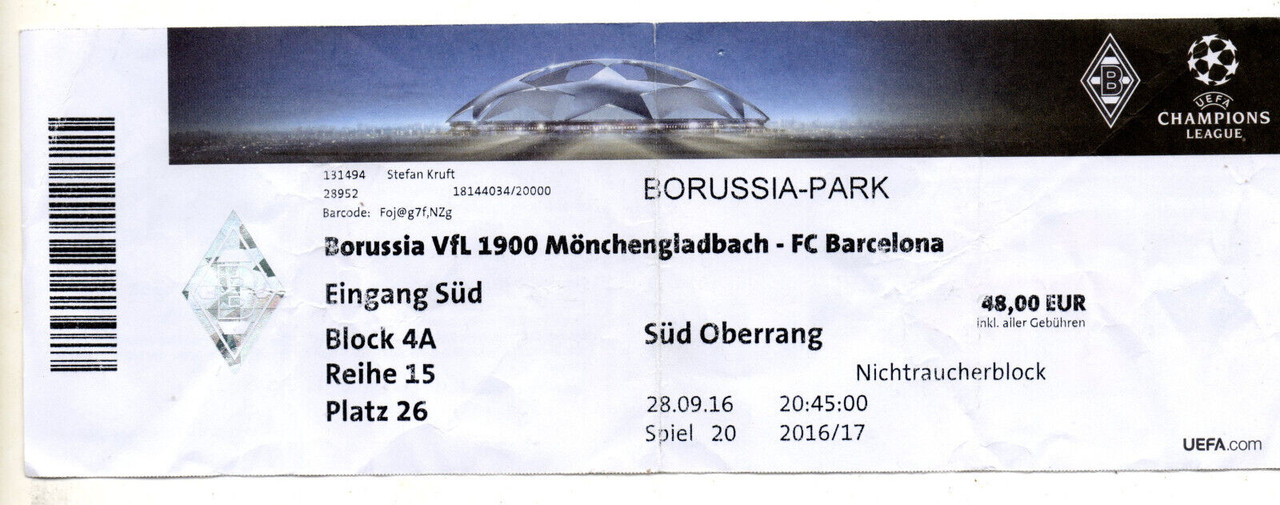 B
UEFA
CHAMPIONS
LEAGUE
131494 Stefan Kruft
28952 18144034/20000
Barcode: Foj@g7f,NZg
BORUSSIA-PARK
Borussia VfL 1900 Mönchengladbach - FC Barcelona
Eingang Süd
48,00 EUR
inkl. aller Gebühren
Block 4A
Süd Oberrang
Reihe 15
Nichtraucherblock
Platz 26
28.09.16 20:45:00
Spiel 20 2016/17
UEFA.com